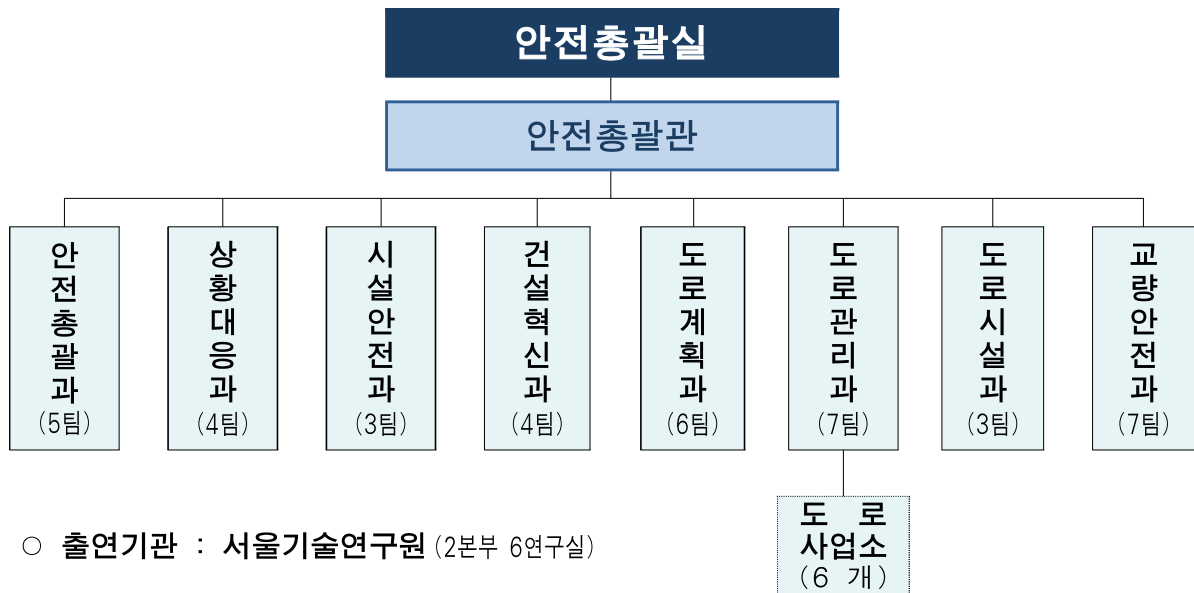 안전총괄실
안전총괄관
안전총괄과
(5팀)
상황대응과
(4팀)
시설안전과
(3팀)
건설혁신과
(4팀)
도로계획과
(6팀)
도로관리과
(7팀)
도로시설과
(3팀)
교량안전과
(7팀)
도 로
사업소
(6 개)
○ 출연기관 : 서울기술연구원 (2본부 6연구실)